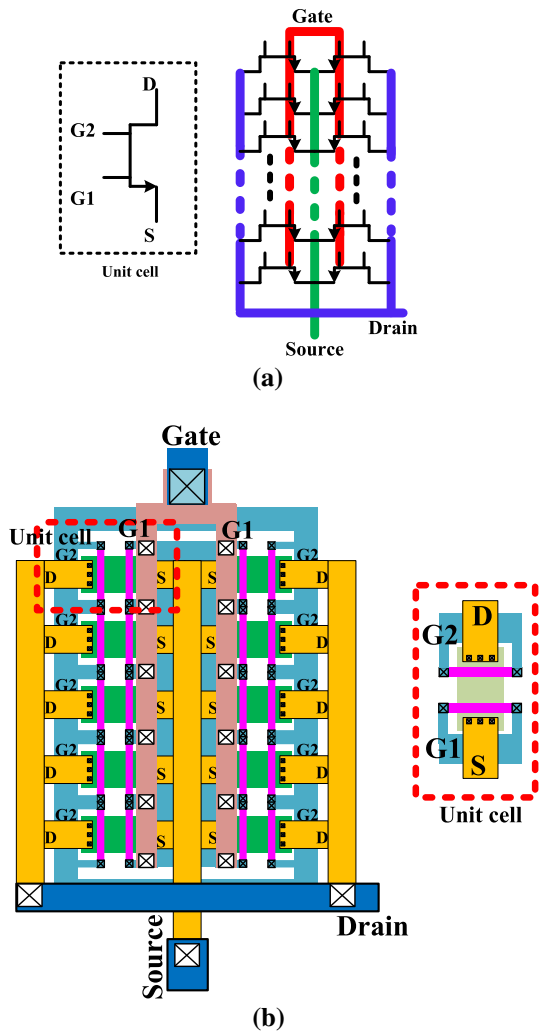 Gate
D
G2
G1
S
Unit cell
Drain
Source
(a)
Gate
G1 G1
Unit cell
G2 G2
D S S D
G2 G2
D S S D
G2 G2
D S S D
G2 G2
D S S D
G2 G2
D S S D
D
G2
G1
S
Unit cell
Drain
Source
(b)